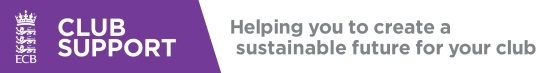 ECB
CLUB
SUPPORT
Helping you to create a
sustainable future for your club